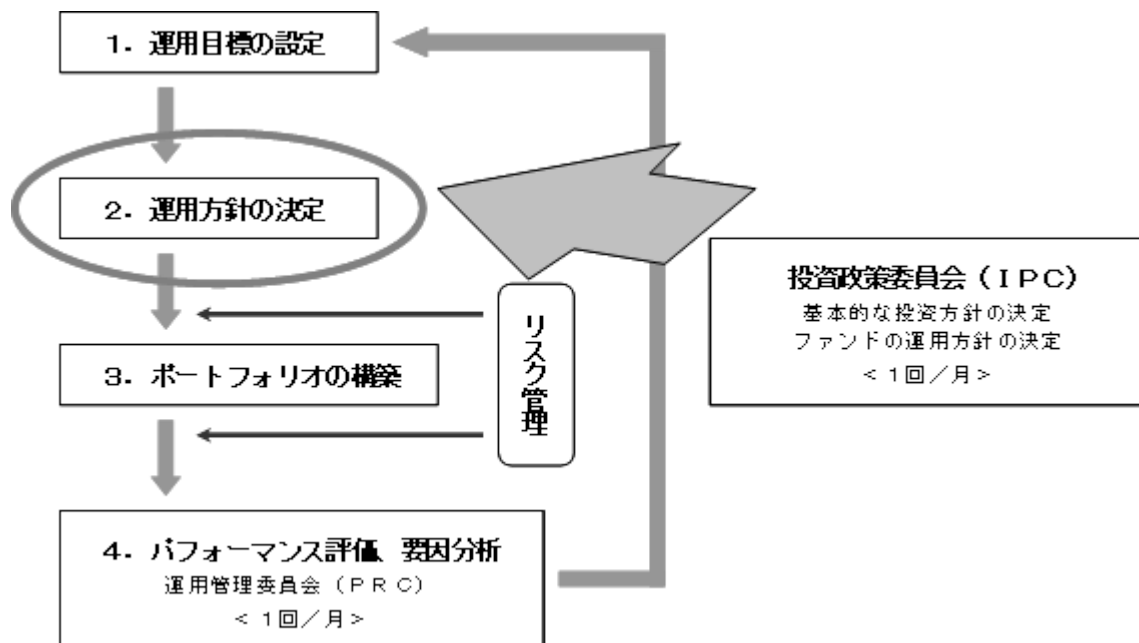 1．運用目標の設定
2．運用方針の決定
投資政策委員会（ＩＰＣ）
基本的な投資方針の決定
ファンドの運用方針の決定
＜１回／月＞
リスク管理
3．ポートフォリオの構築
4．パフォーマンス評価、要因分析
運用管理委員会（ＰＲＣ）
＜１回／月＞